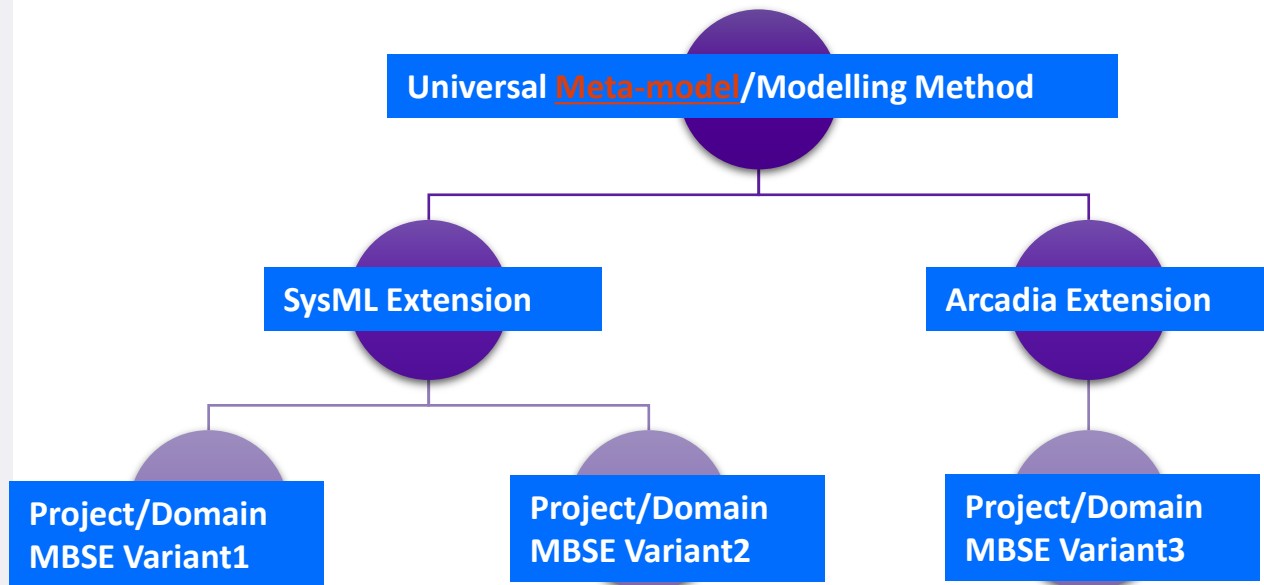 Universal Meta-model/Modelling Method
SysML Extension
Arcadia Extension
Project/Domain
MBSE Variant1
Project/Domain
MBSE Variant2
Project/Domain
MBSE Variant3